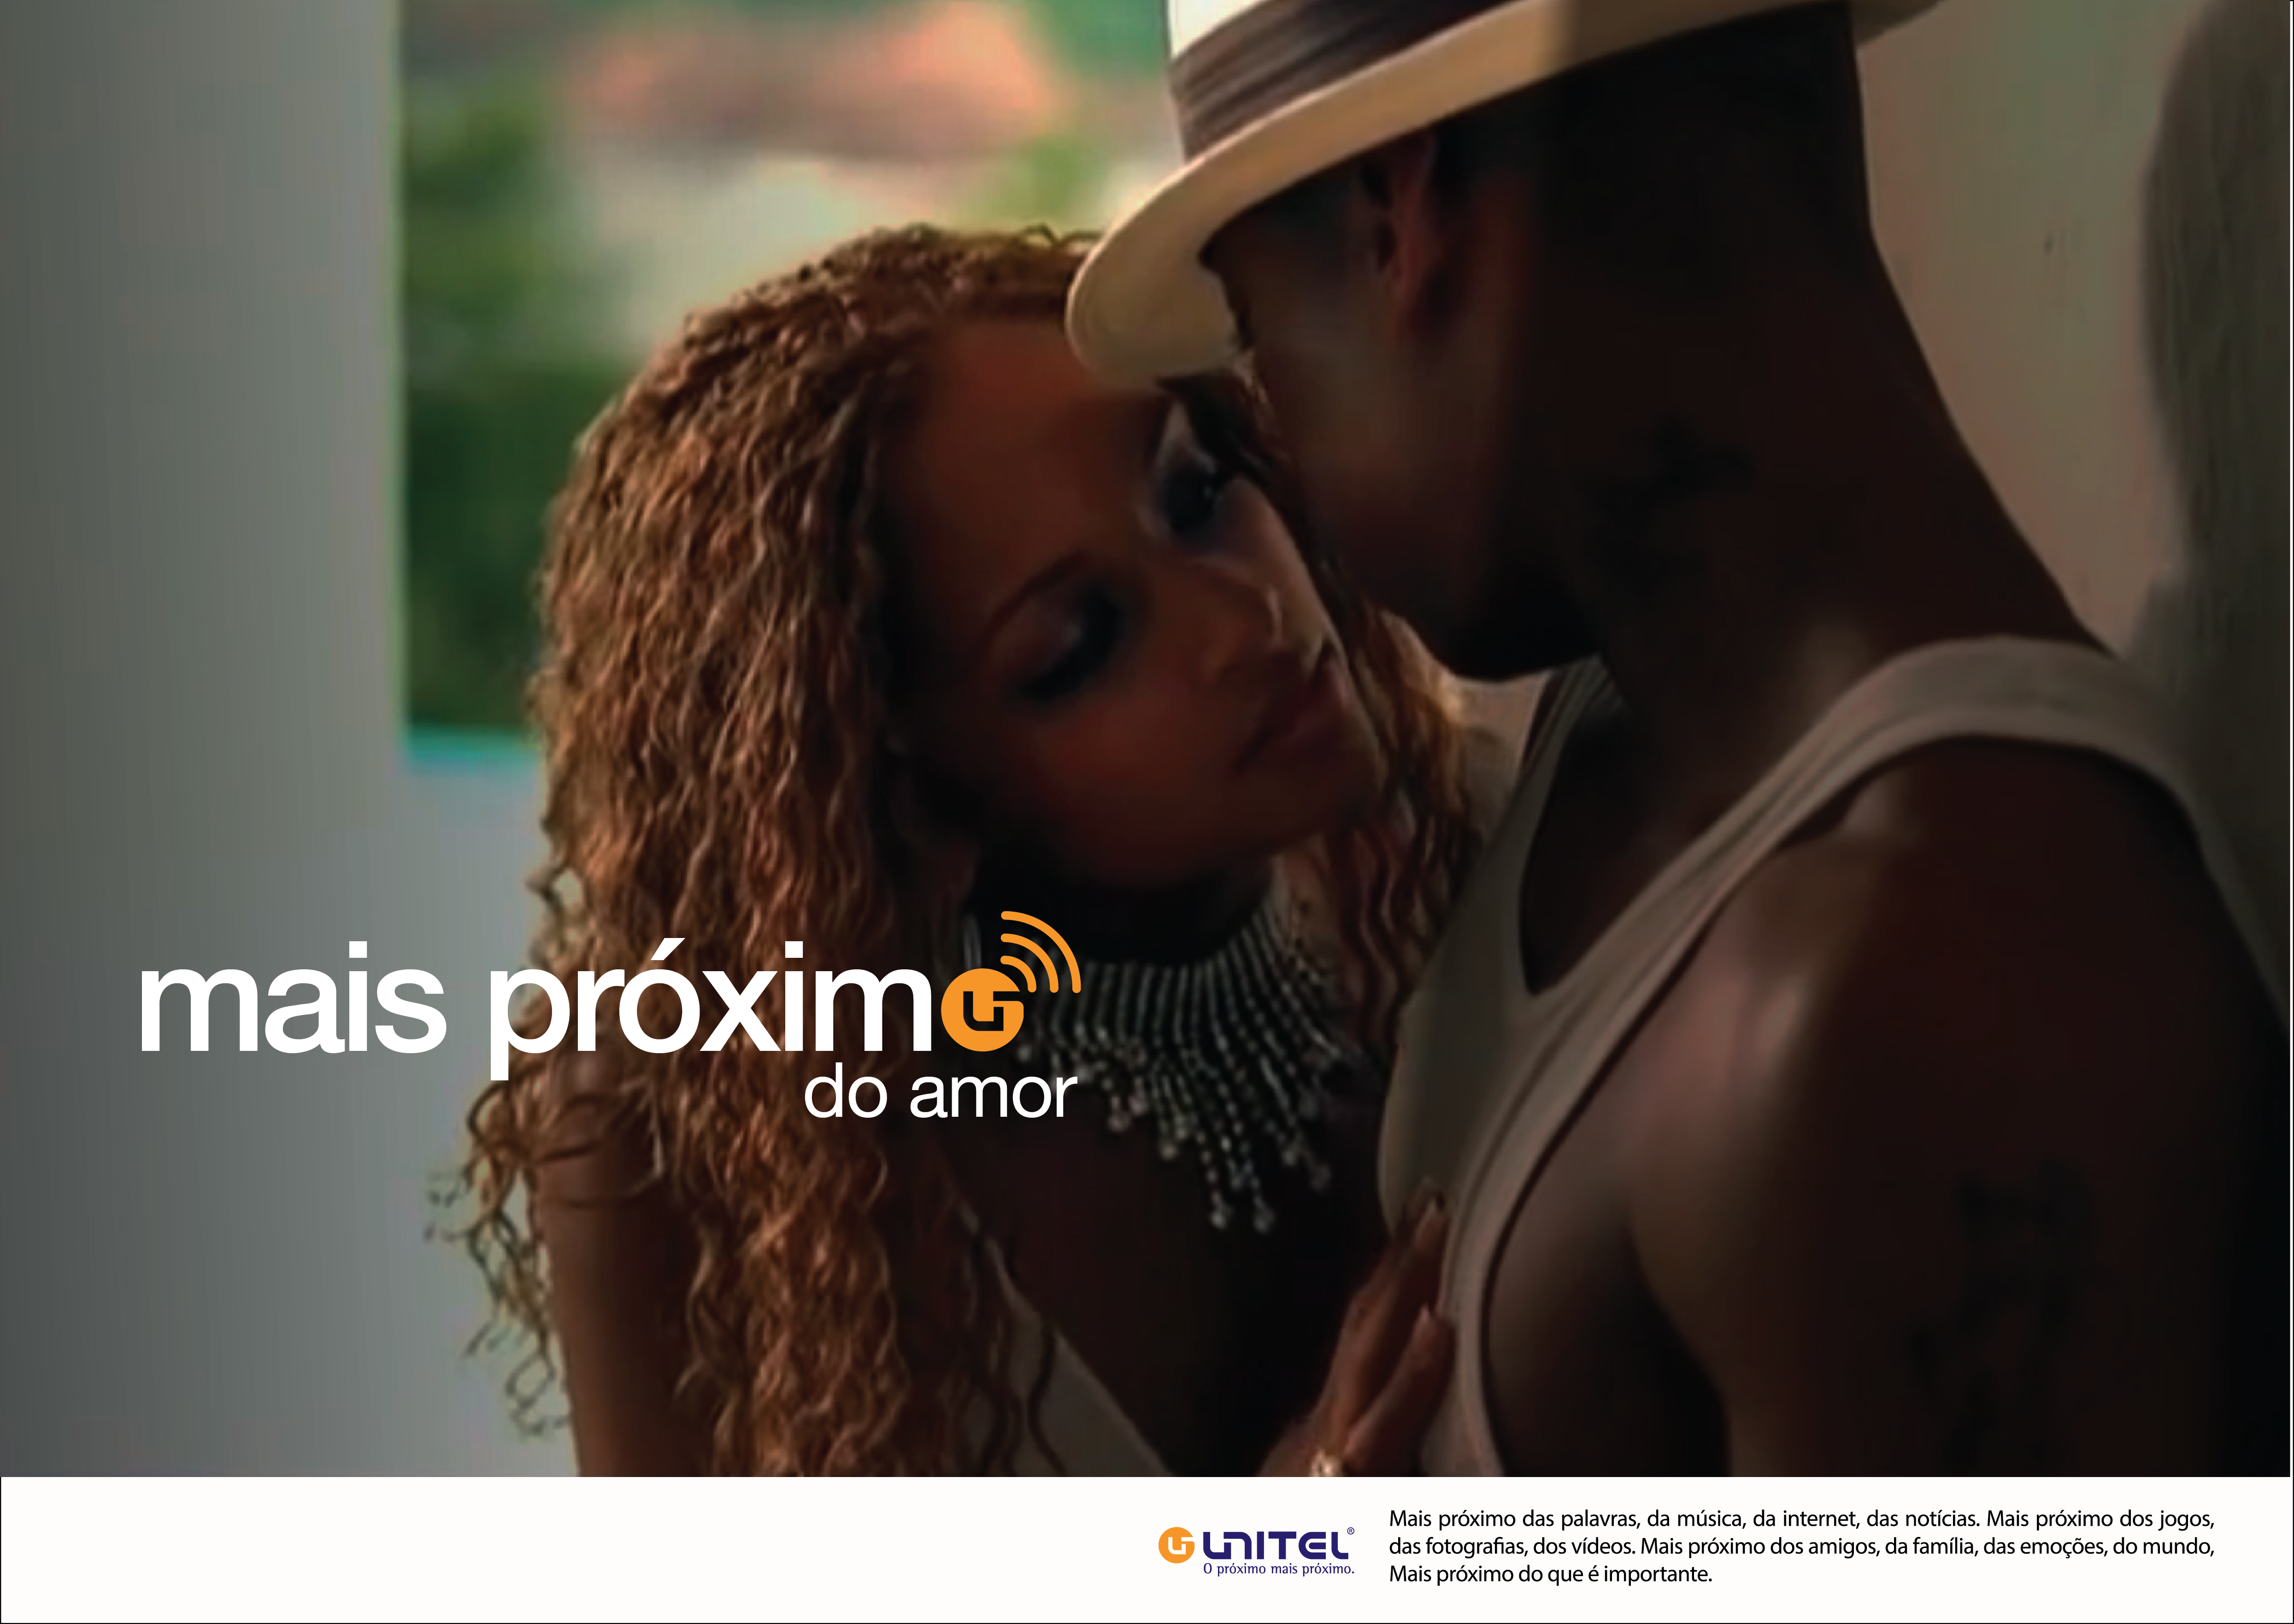 mais próximo
do amor
UNITEL®
O próximo mais próximo.
Mais próximo das palavras, da música, da internet, das notícias. Mais próximo dos jogos,
das fotografias, dos vídeos. Mais próximo dos amigos, da família, das emoções, do mundo,
Mais próximo do que é importante.